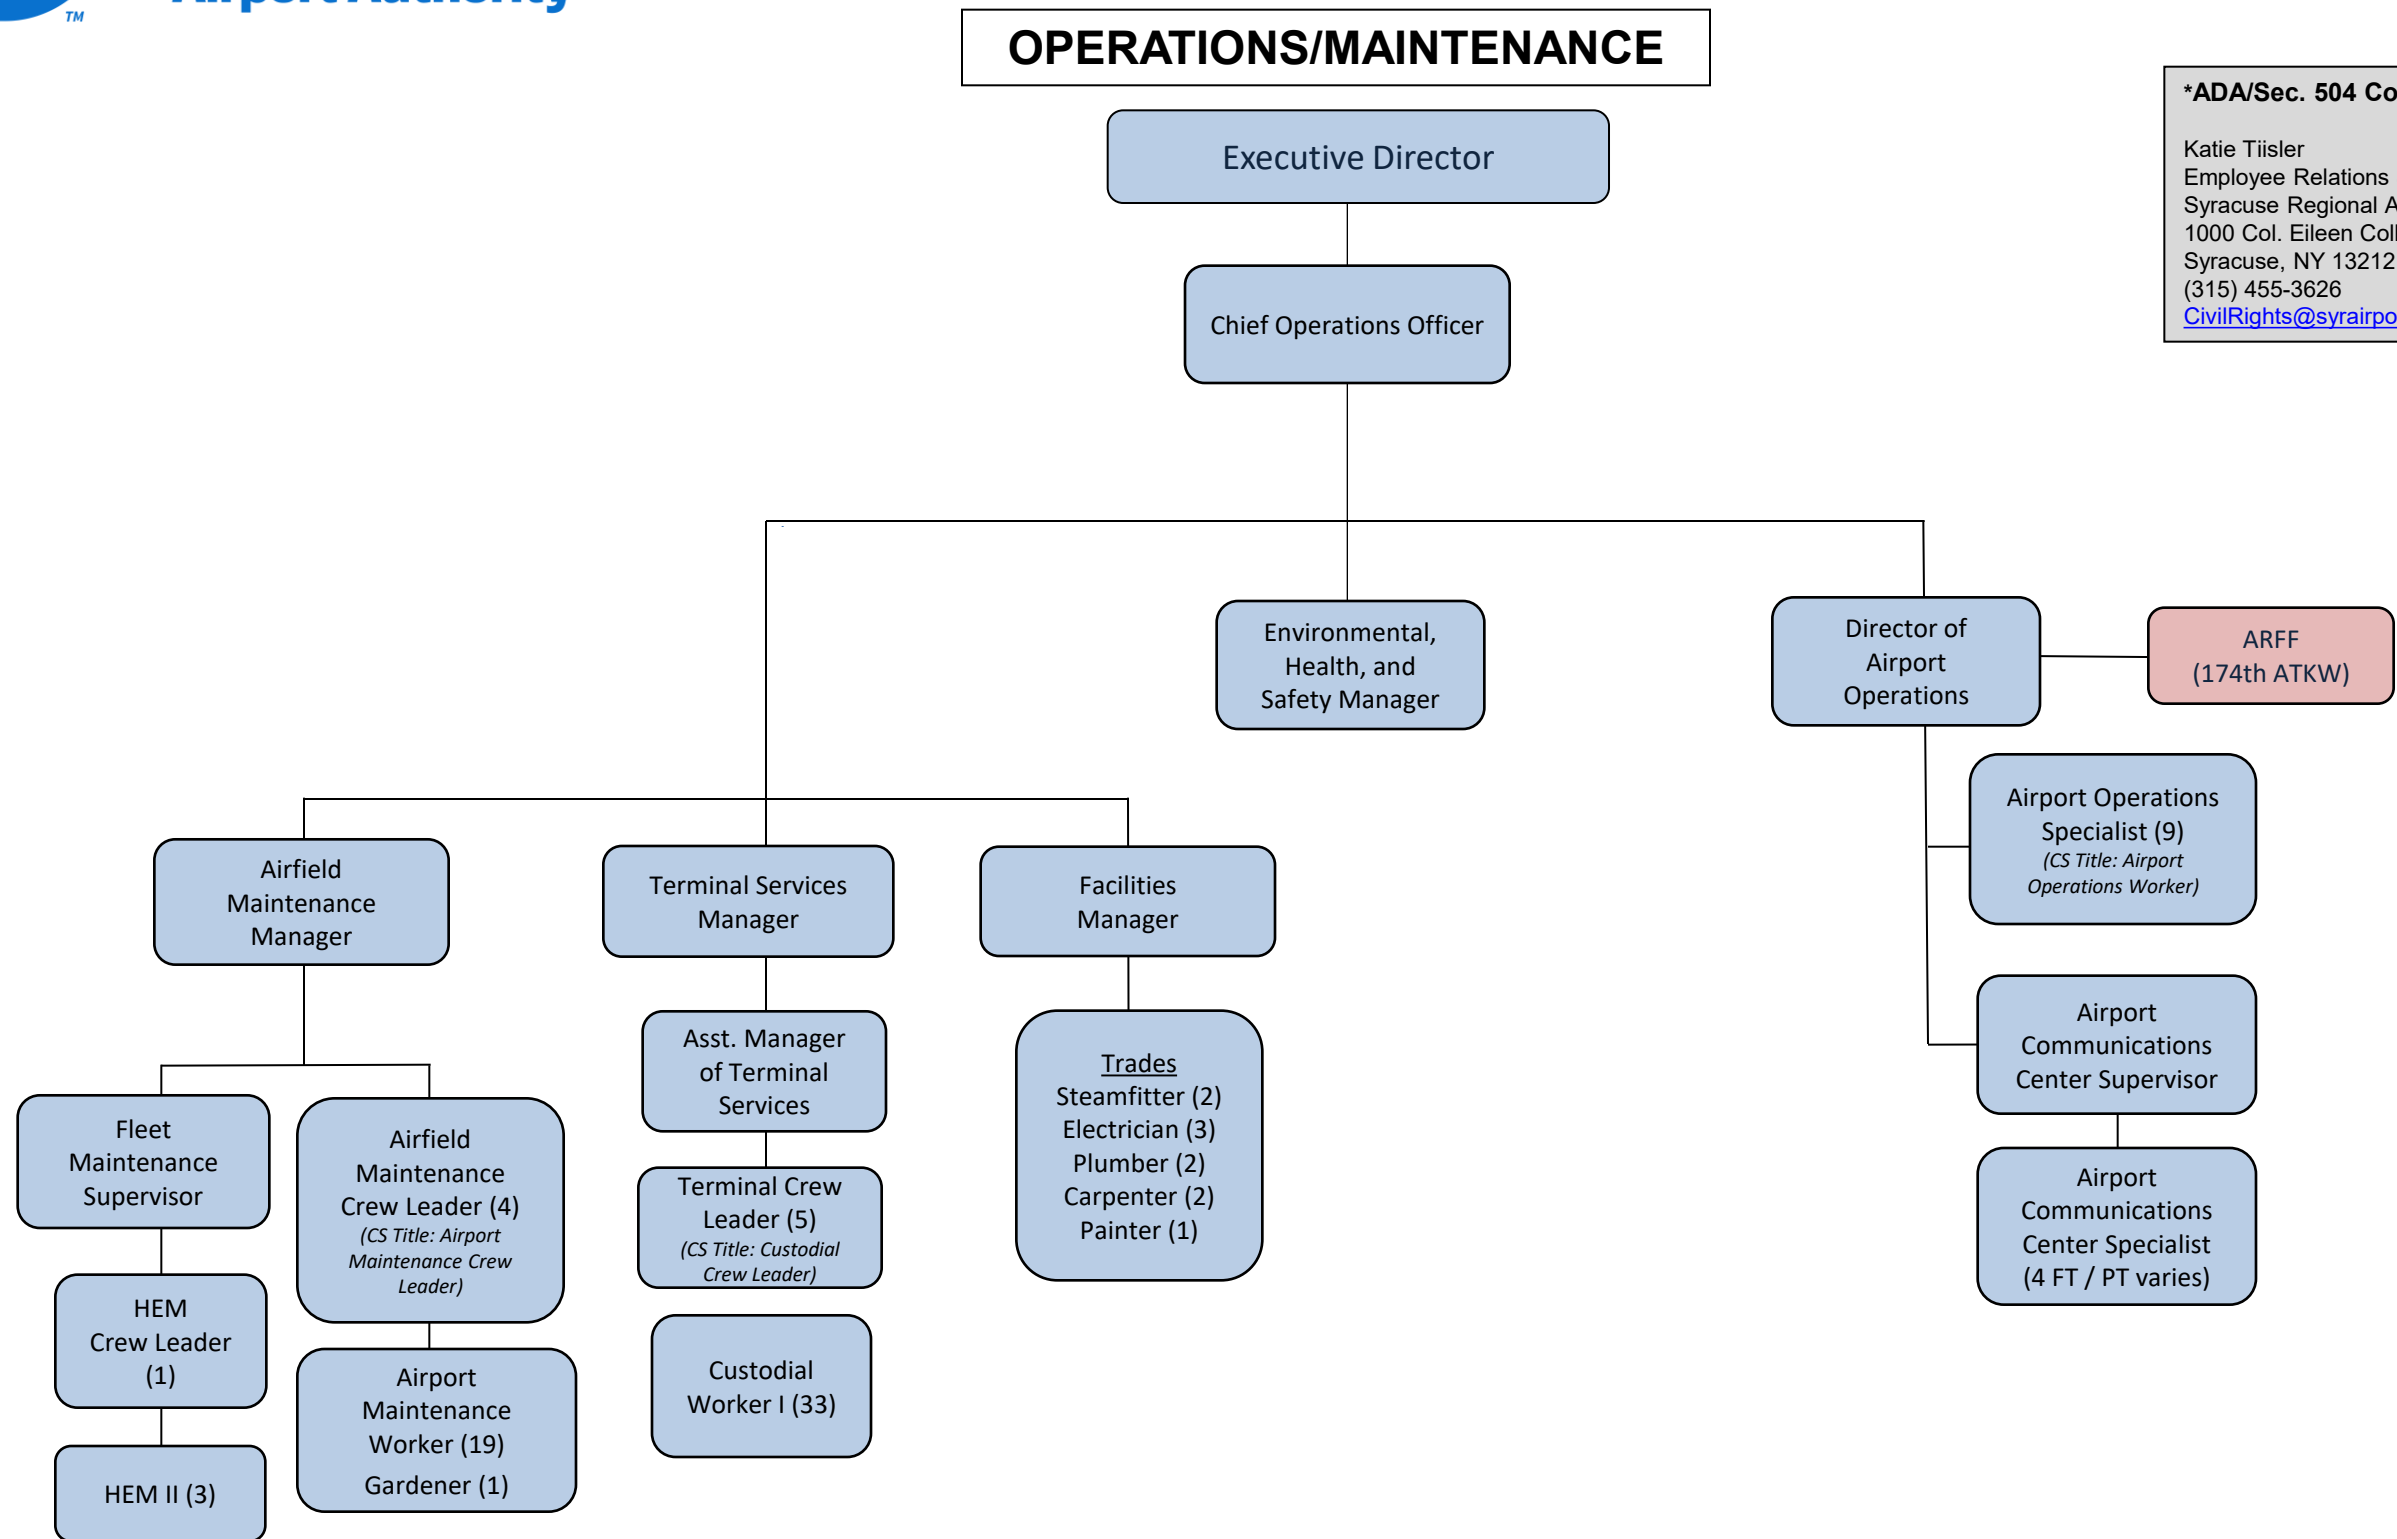 Airport Authority
TM
OPERATIONS/MAINTENANCE
*ADA/Sec. 504
Katie Tiisler
Employee Relations
Syracuse Regional
1000 Col. Eileen
Syracuse, NY 13212
(315) 455-3626
Executive Director
Chief Operations Officer
Environmental,
Health, and
Safety Manager
Director of
Airport
Operations
ARFF
(174th ATKW)
Airport Operations
Specialist (9)
(CS Title: Airport
Operations Worker)
Airport
Communications
Center Supervisor
Airport
Communications
Center Specialist
(4 FT / PT varies)
Airfield
Maintenance
Manager
Terminal Services
Manager
Facilities
Manager
Fleet
Maintenance
Supervisor
HEM
Crew Leader
(1)
HEM II (3)
Airfield
Maintenance
Crew Leader (4)
(CS Title: Airport
Maintenance Crew
Leader)
Airport
Maintenance
Worker (19)
Gardener (1)
Asst. Manager
of Terminal
Services
Terminal Crew
Leader (5)
(CS Title: Custodial
Crew Leader)
Custodial
Worker I (33)
Trades
Steamfitter (2)
Electrician (3)
Plumber (2)
Carpenter (2)
Painter (1)